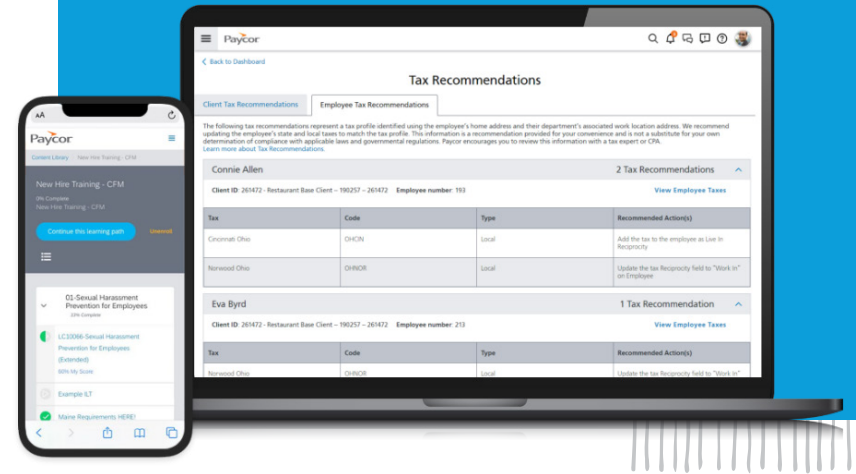 Paycor
Back to Dashboard
Tax Recommendations
Client Tax Recommendations
Employee Tax Recommendations
The following tax recommendations represent a tax profile identified using the employee's home address and their department's associated work location address. We recommend
updating the employee's state and local taxes to match the tax profile. This information is a recommendation provided for your convenience and is not a substitute for your own
determination of compliance with applicable laws and governmental regulations. Paycor encourages you to review this information with a tax expert or CPA.
Learn more about Tax Recommendations.
Connie Allen 2 Tax Recommendations
Client ID: 261472 - Restaurant Base Client – 190257 – 261472 Employee number: 193 View Employee Taxes
Tax Code Type Recommended Action(s)
Cincinnati Ohio OHCIN Local Add the tax to the employee as Live In
Reciprocity
Norwood Ohio OHNOR Local Update the tax Reciprocity field to "Work In"
on Employee
Eva Byrd 1 Tax Recommendation
Client ID: 261472 - Restaurant Base Client – 190257 – 261472 Employee number: 213 View Employee Taxes
Tax Code Type Recommended Action(s)
Norwood Ohio OHNOR Local Update the tax Reciprocity field to "Work In"
AA
Paycor
Content Library New Hire Training - CFM
New Hire Training - CFM
0% Complete
New Hire Training - CFM
Continue this learning path Unenroll
01-Sexual Harassment
Prevention for Employees
LC10066-Sexual Harassment
Prevention for Employees
(Extended)
60% My Score
Example ILT
Maine Requirements HERE!